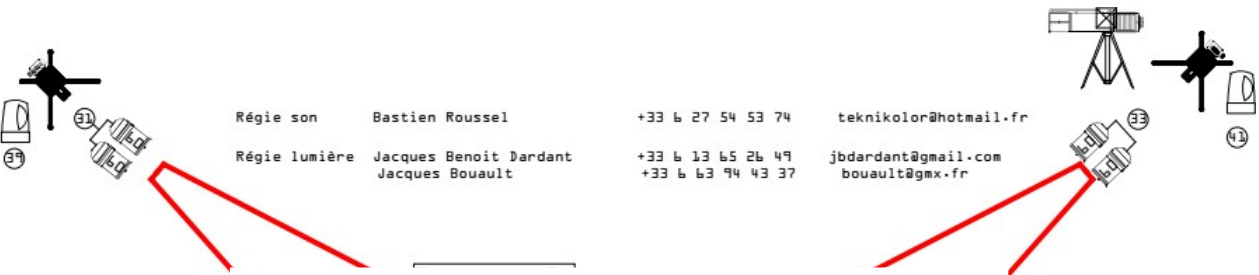 Régie son Bastien Roussel +33 6 27 54 53 74 teknikolor@hotmail.fr
Régie lumière Jacques Benoit Dardant +33 6 13 65 26 49 jbdardant@gmail.com
Jacques Bouault +33 6 63 94 43 37 bouault@gmx.fr
31
33
39
41